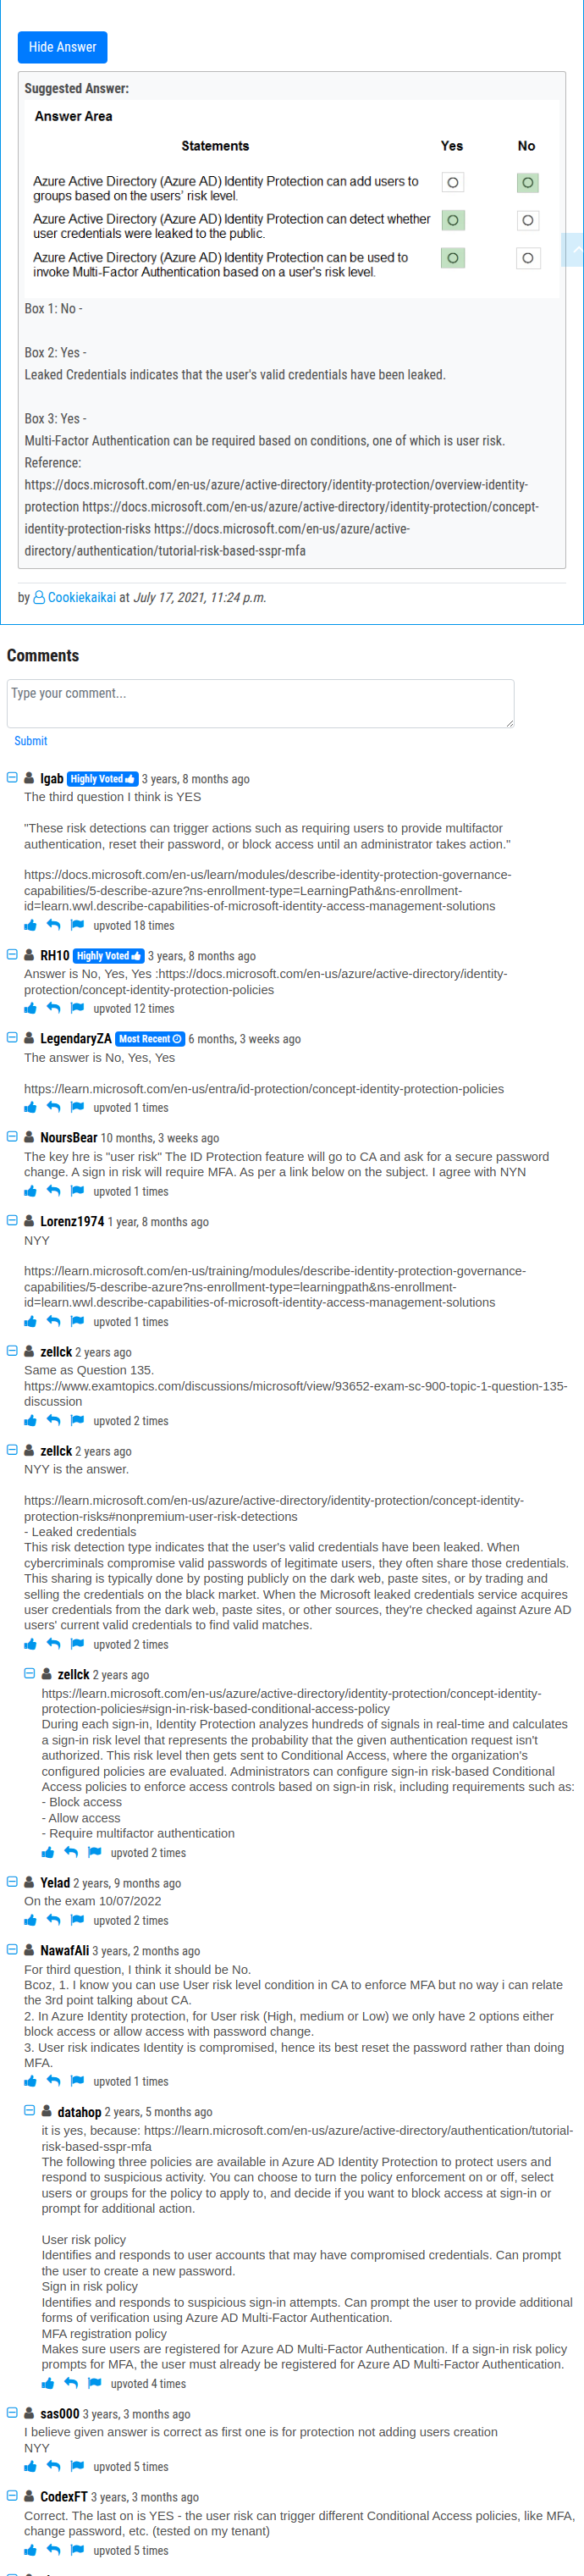 Hide Answer
Suggested Answer:
Answer Area
Statements Yes No
Azure Active Directory (Azure AD) Identity Protection can add users to
groups based on the users' risk level.
Azure Active Directory (Azure AD) Identity Protection can detect whether
user credentials were leaked to the public.
Azure Active Directory (Azure AD) Identity Protection can be used to
invoke Multi-Factor Authentication based on a user's risk level.
Box 1: No -
Box 2: Yes -
Leaked Credentials indicates that the user's valid credentials have been leaked.
Box 3: Yes -
Multi-Factor Authentication can be required based on conditions, one of which is user risk.
Reference:
https://docs.microsoft.com/en-us/azure/active-directory/identity-protection/overview-identity-
protection https://docs.microsoft.com/en-us/azure/active-directory/identity-protection/concept-
identity-protection-risks https://docs.microsoft.com/en-us/azure/active-
directory/authentication/tutorial-risk-based-sspr-mfa
by Cookiekaikai at July 17, 2021, 11:24 p.m.
Comments
Type your comment...
Submit
Igab Highly Voted 3 years, 8 months ago
The third question I think is YES
"These risk detections can trigger actions such as requiring users to provide multifactor
authentication, reset their password, or block access until an administrator takes action."
https://docs.microsoft.com/en-us/learn/modules/describe-identity-protection-governance-
capabilities/5-describe-azure?ns-enrollment-type=LearningPath&ns-enrollment-
id=learn.wwl.describe-capabilities-of-microsoft-identity-access-management-solutions
upvoted 18 times
RH10 Highly Voted 3 years, 8 months ago
Answer is No, Yes, Yes :https://docs.microsoft.com/en-us/azure/active-directory/identity-
protection/concept-identity-protection-policies
upvoted 12 times
LegendaryZA Most Recent 6 months, 3 weeks ago
The answer is No, Yes, Yes
https://learn.microsoft.com/en-us/entra/id-protection/concept-identity-protection-policies
upvoted 1 times
NoursBear 10 months, 3 weeks ago
The key hre is "user risk" The ID Protection feature will go to CA and ask for a secure password
change. A sign in risk will require MFA. As per a link below on the subject. I agree with NYN
upvoted 1 times
Lorenz1974 1 year, 8 months ago
NYY
https://learn.microsoft.com/en-us/training/modules/describe-identity-protection-governance-
capabilities/5-describe-azure?ns-enrollment-type=learningpath&ns-enrollment-
id=learn.wwl.describe-capabilities-of-microsoft-identity-access-management-solutions
upvoted 1 times
zellck 2 years ago
Same as Question 135.
https://www.examtopics.com/discussions/microsoft/view/93652-exam-sc-900-topic-1-question-135-
discussion
upvoted 2 times
zellck 2 years ago
NYY is the answer.
https://learn.microsoft.com/en-us/azure/active-directory/identity-protection/concept-identity-
protection-risks#nonpremium-user-risk-detections
- Leaked credentials
This risk detection type indicates that the user's valid credentials have been leaked. When
cybercriminals compromise valid passwords of legitimate users, they often share those credentials.
This sharing is typically done by posting publicly on the dark web, paste sites, or by trading and
selling the credentials on the black market. When the Microsoft leaked credentials service acquires
user credentials from the dark web, paste sites, or other sources, they're checked against Azure AD
users' current valid credentials to find valid matches.
upvoted 2 times
zellck 2 years ago
https://learn.microsoft.com/en-us/azure/active-directory/identity-protection/concept-identity-
protection-policies#sign-in-risk-based-conditional-access-policy
During each sign-in, Identity Protection analyzes hundreds of signals in real-time and calculates
a sign-in risk level that represents the probability that the given authentication request isn't
authorized. This risk level then gets sent to Conditional Access, where the organization's
configured policies are evaluated. Administrators can configure sign-in risk-based Conditional
Access policies to enforce access controls based on sign-in risk, including requirements such as:
- Block access
- Allow access
- Require multifactor authentication
upvoted 2 times
Yelad 2 years, 9 months ago
On the exam 10/07/2022
upvoted 2 times
NawafAli 3 years, 2 months ago
For third question, I think it should be No.
Bcoz, 1. I know you can use User risk level condition in CA to enforce MFA but no way i can relate
the 3rd point talking about CA.
2. In Azure Identity protection, for User risk (High, medium or Low) we only have 2 options either
block access or allow access with password change.
3. User risk indicates Identity is compromised, hence its best reset the password rather than doing
MFA.
upvoted 1 times
datahop 2 years, 5 months ago
it is yes, because: https://learn.microsoft.com/en-us/azure/active-directory/authentication/tutorial-
risk-based-sspr-mfa
The following three policies are available in Azure AD Identity Protection to protect users and
respond to suspicious activity. You can choose to turn the policy enforcement on or off, select
users or groups for the policy to apply to, and decide if you want to block access at sign-in or
prompt for additional action.
User risk policy
Identifies and responds to user accounts that may have compromised credentials. Can prompt
the user to create a new password.
Sign in risk policy
Identifies and responds to suspicious sign-in attempts. Can prompt the user to provide additional
forms of verification using Azure AD Multi-Factor Authentication.
MFA registration policy
Makes sure users are registered for Azure AD Multi-Factor Authentication. If a sign-in risk policy
prompts for MFA, the user must already be registered for Azure AD Multi-Factor Authentication.
upvoted 4 times
sas000 3 years, 3 months ago
I believe given answer is correct as first one is for protection not adding users creation
NYY
upvoted 5 times
CodexFT 3 years, 3 months ago
Correct. The last on is YES - the user risk can trigger different Conditional Access policies, like MFA,
change password, etc. (tested on my tenant)
upvoted 5 times